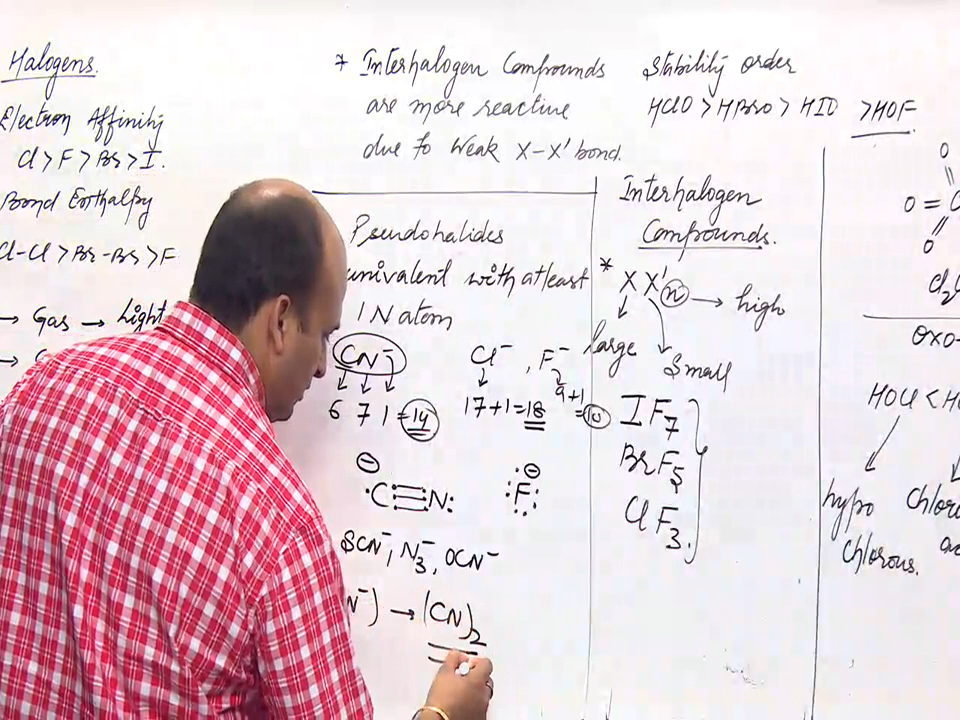 Halogens.
Electron Affinity
Cl > F > Br > I.
Bond Enthalpy
Cl-Cl > Br-Br > F
→ Gas → Light
→
* Interhalogen Compounds
are more reactive
due to Weak X-X' bond.
Stability order
HClO > HBrO > HIO > HOF
Pseudohalides
univalent with atleast
1 N atom
CN⁻ Cl⁻, F⁻
6 7 1 = 14 17+1 = 18 9+1 = 10
⊖ ⊖
·C≡N: :F:
SCN⁻, N₃⁻, OCN⁻
N⁻) → (CN)₂
Interhalogen
Compounds.
* X X'n → high
large
Small
IF₇
BrF₅
ClF₃.
O
O =
O
Cl₂
HOCl < H
hypo
chlorous.